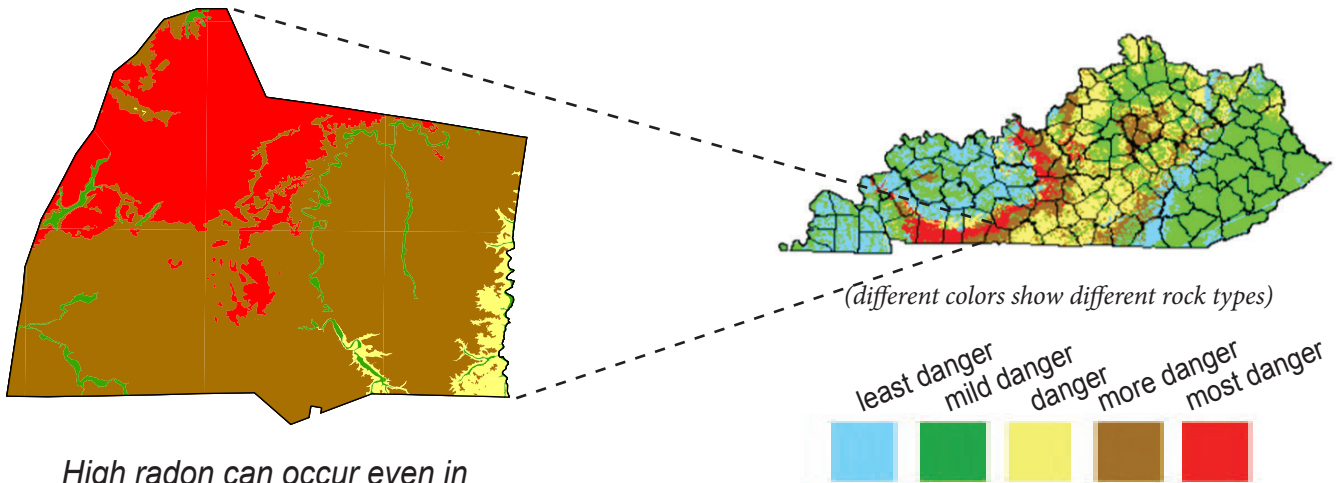 (different colors show different rock types)
least danger
mild danger
danger
more danger
most danger
High radon can occur even in